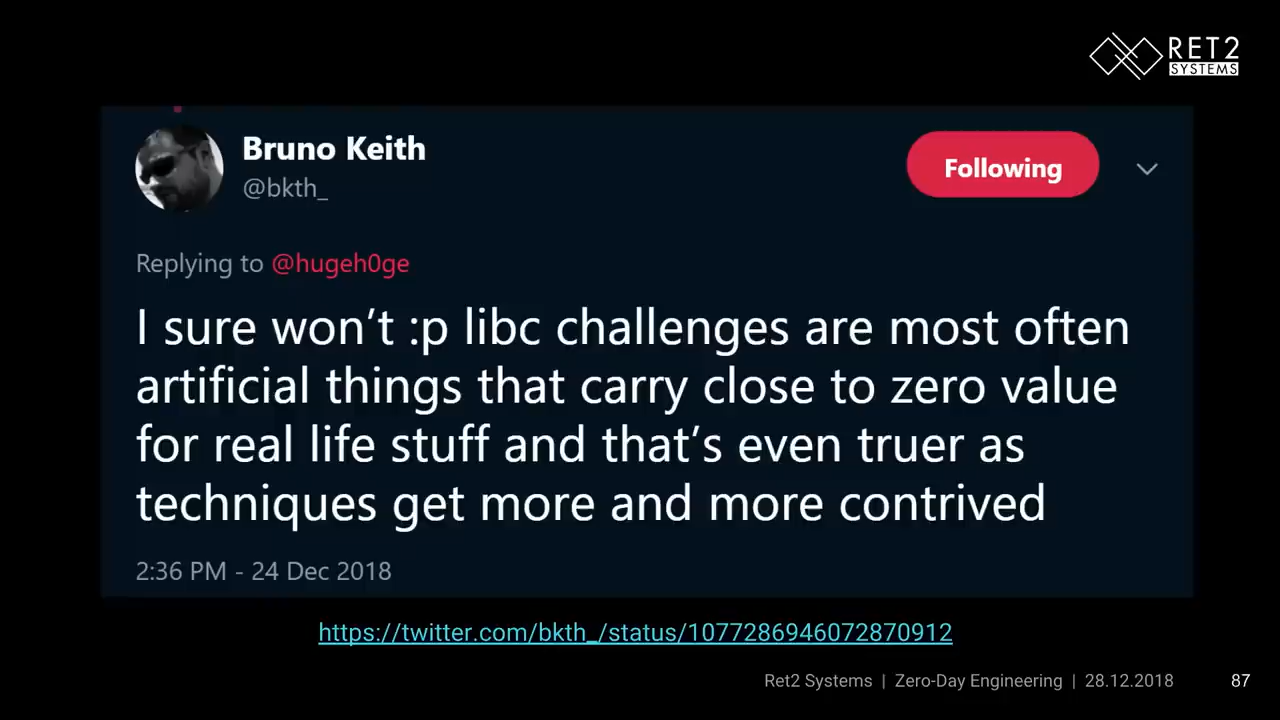 RET2
SYSTEMS
Bruno Keith
@bkth_
Following
Replying to @hugeh0ge
I sure won’t :p libc challenges are most often
artificial things that carry close to zero value
for real life stuff and that’s even truer as
techniques get more and more contrived
2:36 PM - 24 Dec 2018
https://twitter.com/bkth_/status/1077286946072870912
Ret2 Systems | Zero-Day Engineering | 28.12.2018
87